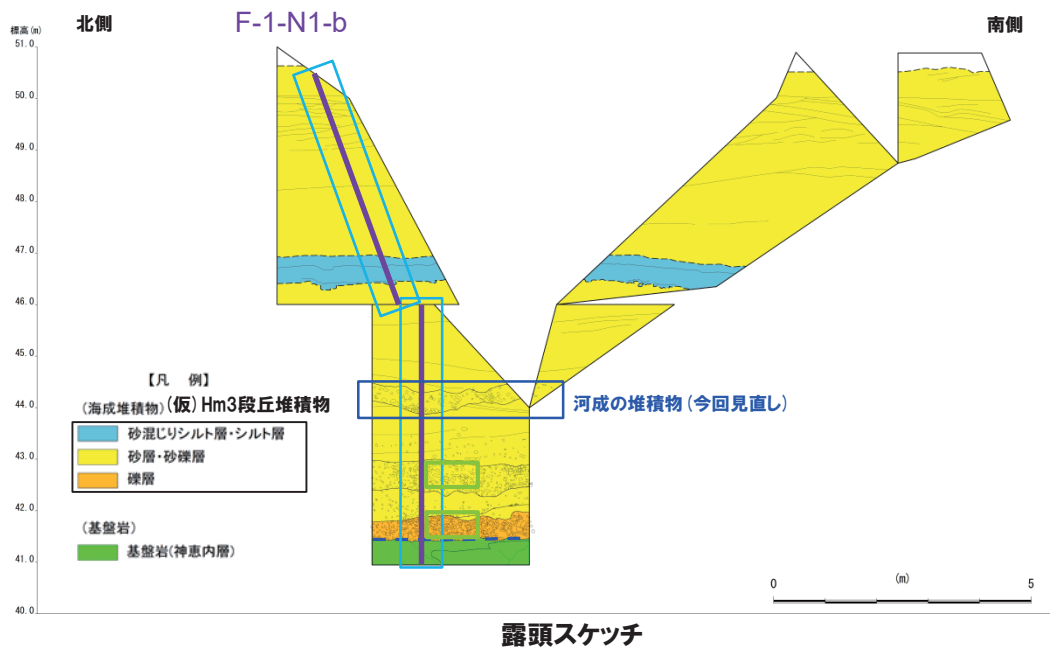 標高(m)
北側
F-1-N1-b
南側
51.0
50.0
49.0
48.0
47.0
46.0
45.0
44.0
43.0
42.0
41.0
40.0
【凡 例】
(海成堆積物)(仮)Hm3段丘堆積物
砂混じりシルト層・シルト層
砂層・砂礫層
礫層
(基盤岩)
基盤岩(神恵内層)
河成の堆積物(今回見直し)
0
(m)
5
露頭スケッチ